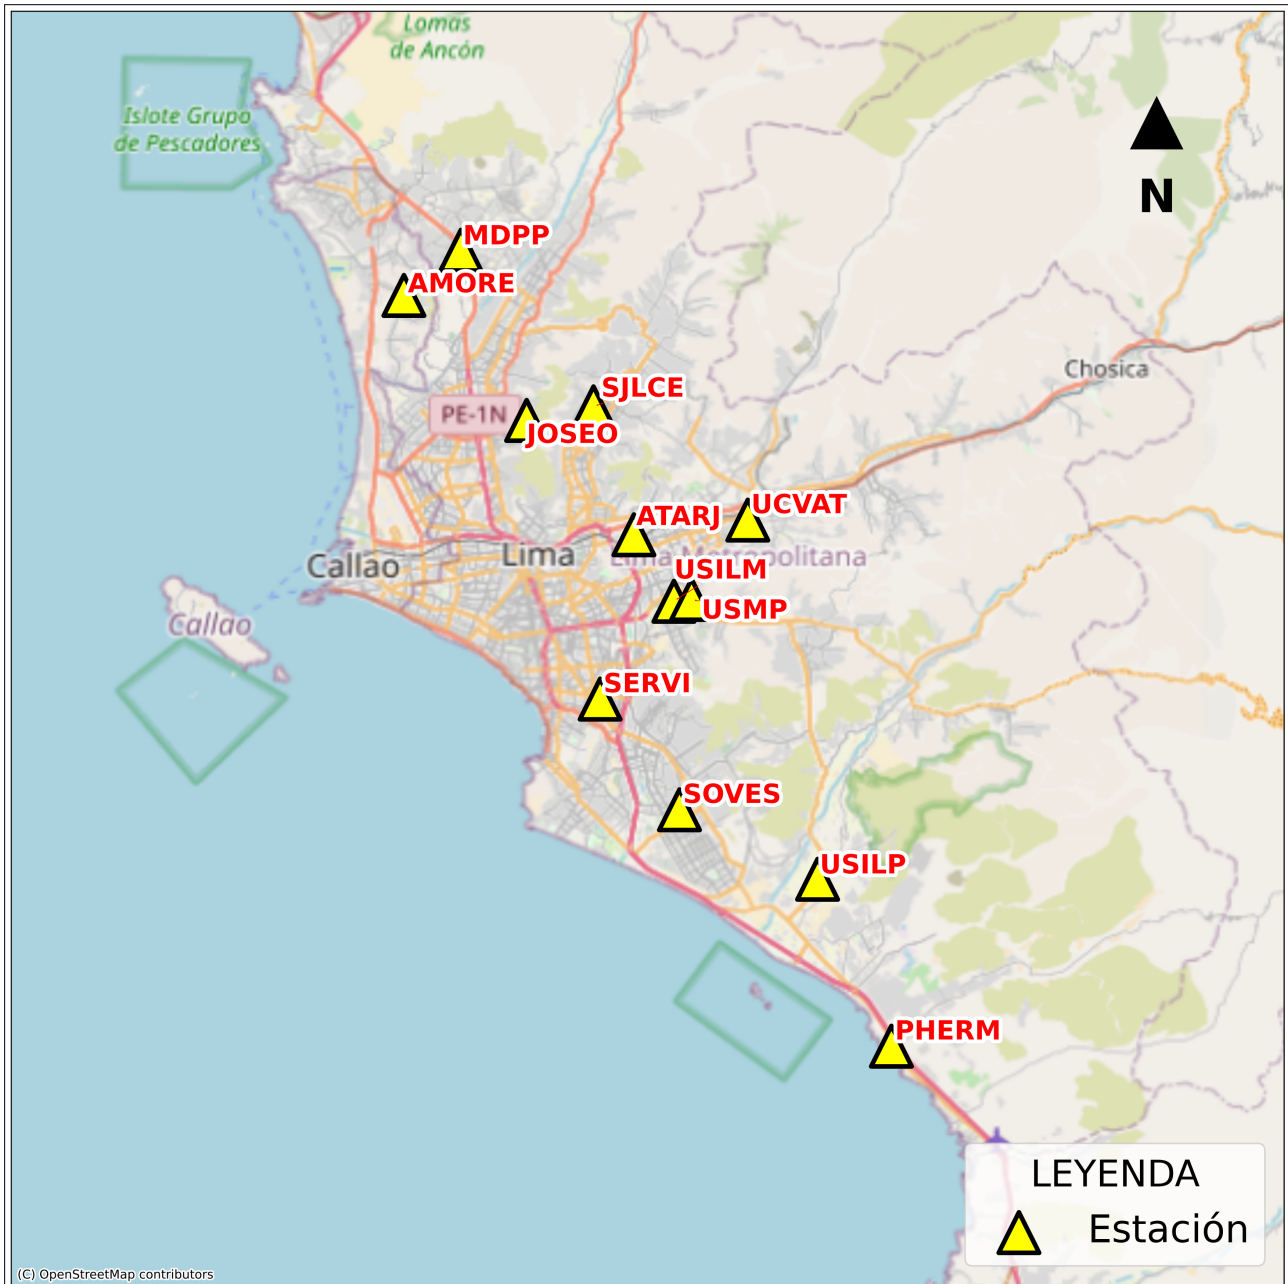 Lomas
de Ancón
Islote Grupo
de Pescadores
N
MDPP
AMORE
Chosica
SJLCE
PE-1N
JOSEO
UCVAT
ATARJ
Lima
Lima Metropolitana
Callao
USILM
USMP
Callao
SERVI
SOVES
USILP
PHERM
LEYENDA
Estación
(C) OpenStreetMap contributors